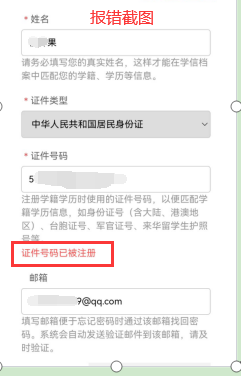 报错截图
* 姓名
果
请务必填写您的真实姓名，这样才能在学信档
案中匹配您的学籍、学历等信息。
* 证件类型
中华人民共和国居民身份证
* 证件号码
5
注册学籍学历时使用的证件号码，以便匹配学
籍学历信息，如身份证号（含大陆、港澳地
区）、台胞证号、军官证号、来华留学生护照
号等。
证件号码已被注册
邮箱
9@qq.com
填写邮箱便于忘记密码时通过该邮箱找回密
码。系统会自动发送验证邮件到该邮箱，请及
时验证。